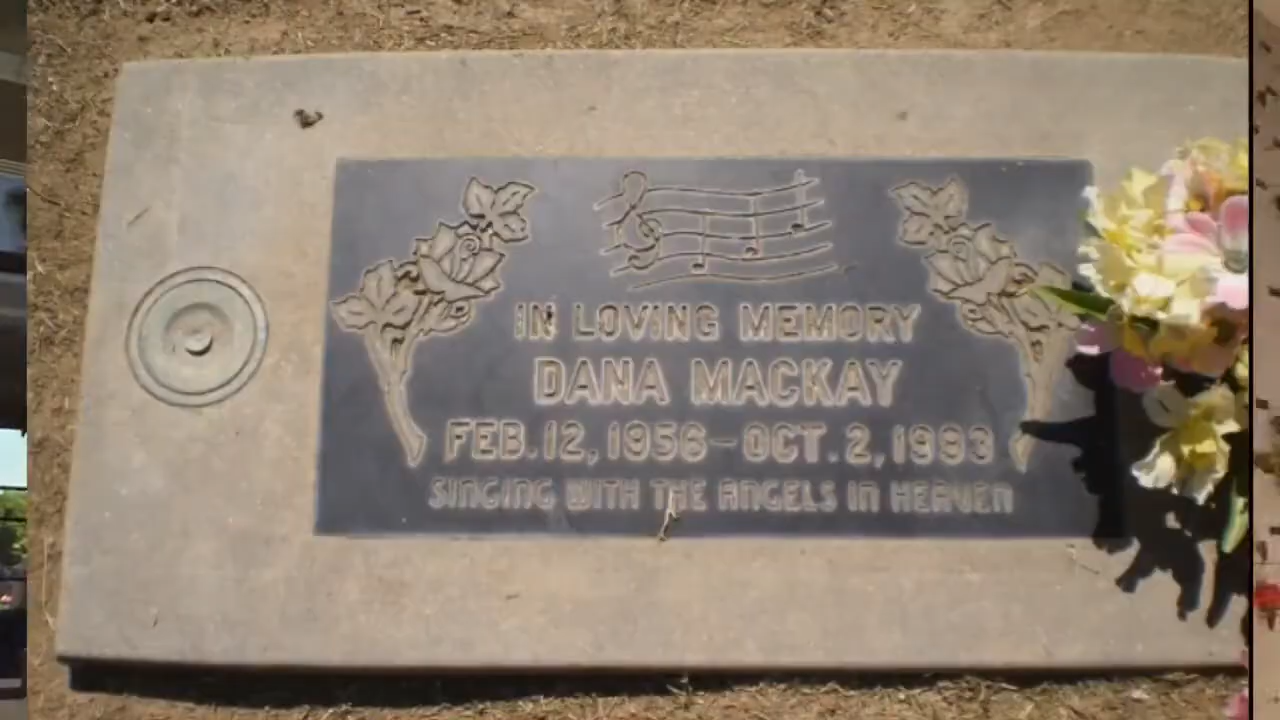 IN LOVING MEMORY
DANA MACKAY
FEB. 12, 1956 - OCT. 2, 1993
SINGING WITH THE ANGELS IN HEAVEN